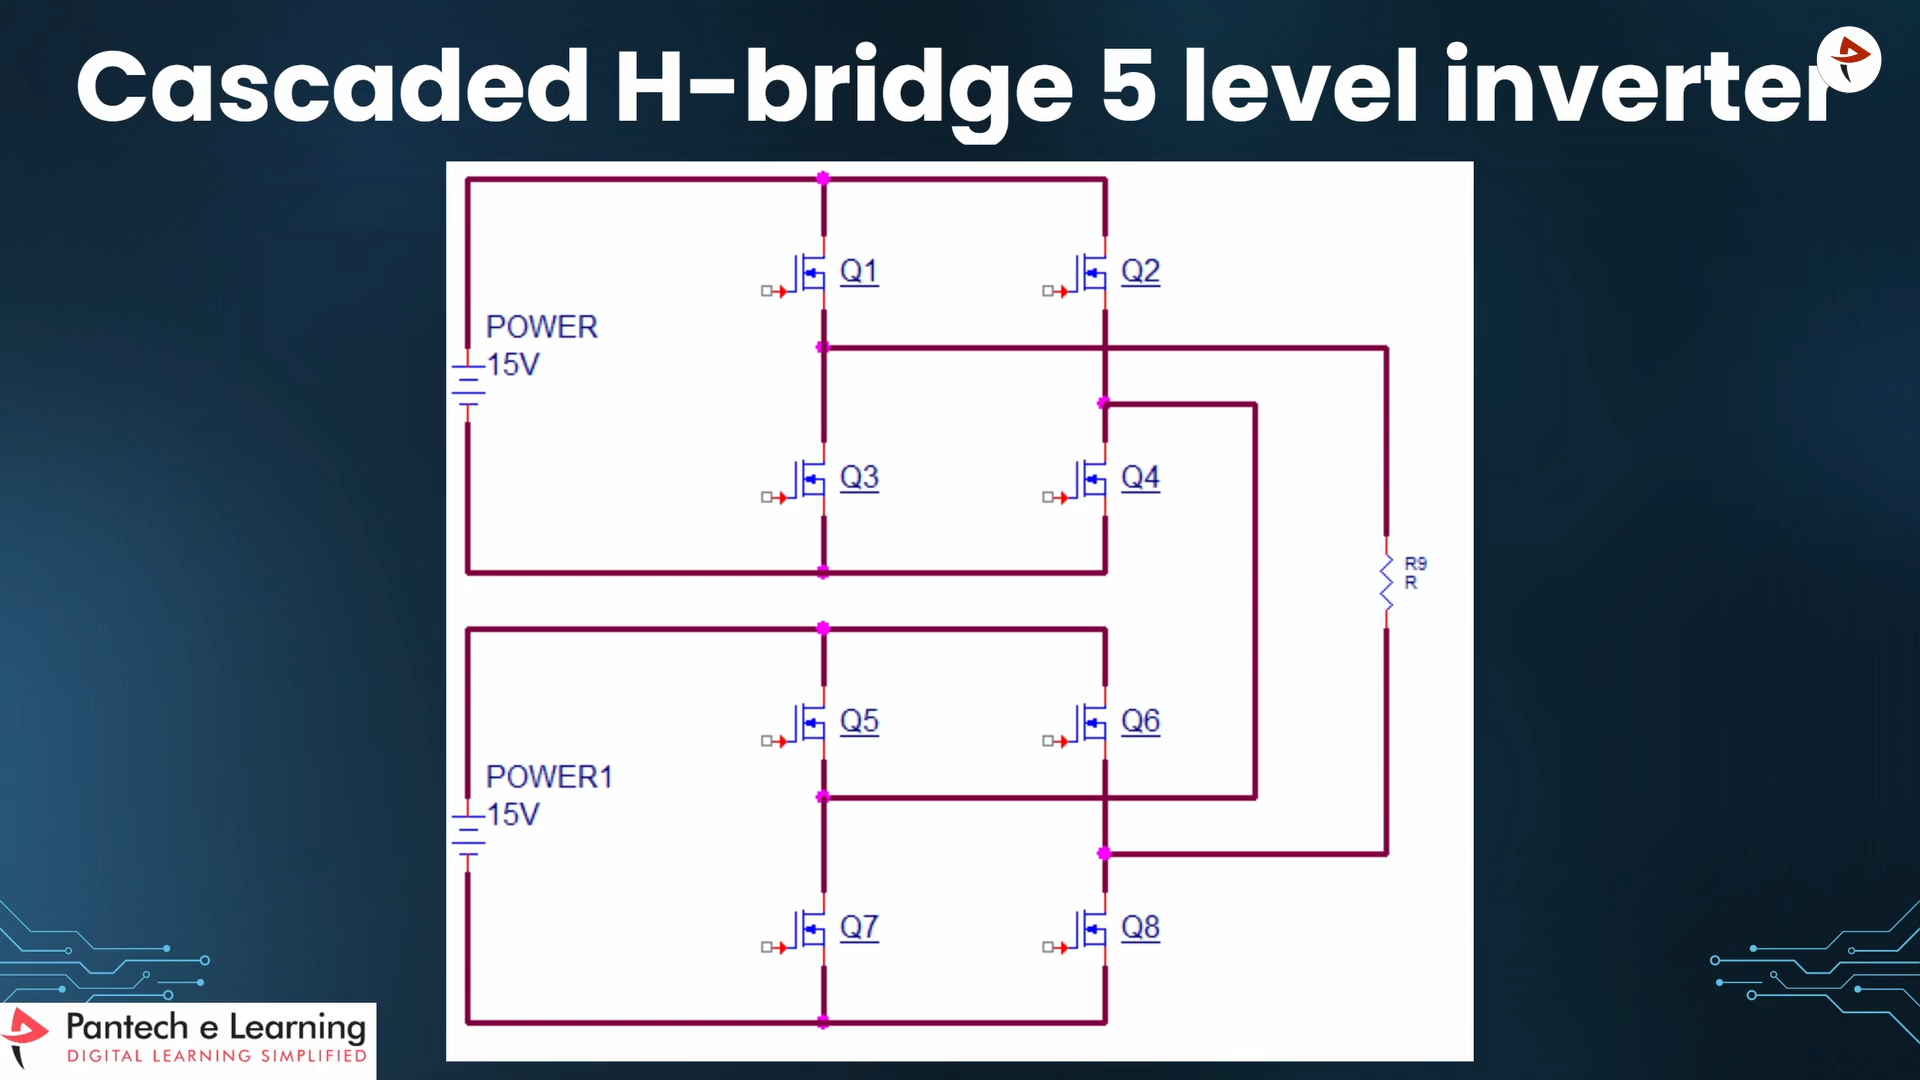 Cascaded H-bridge 5 level inverter
Q1
Q2
POWER
15V
Q3
Q4
R9
R
Q5
Q6
POWER1
15V
Q7
Q8
Pantech e Learning
DIGITAL LEARNING SIMPLIFIED